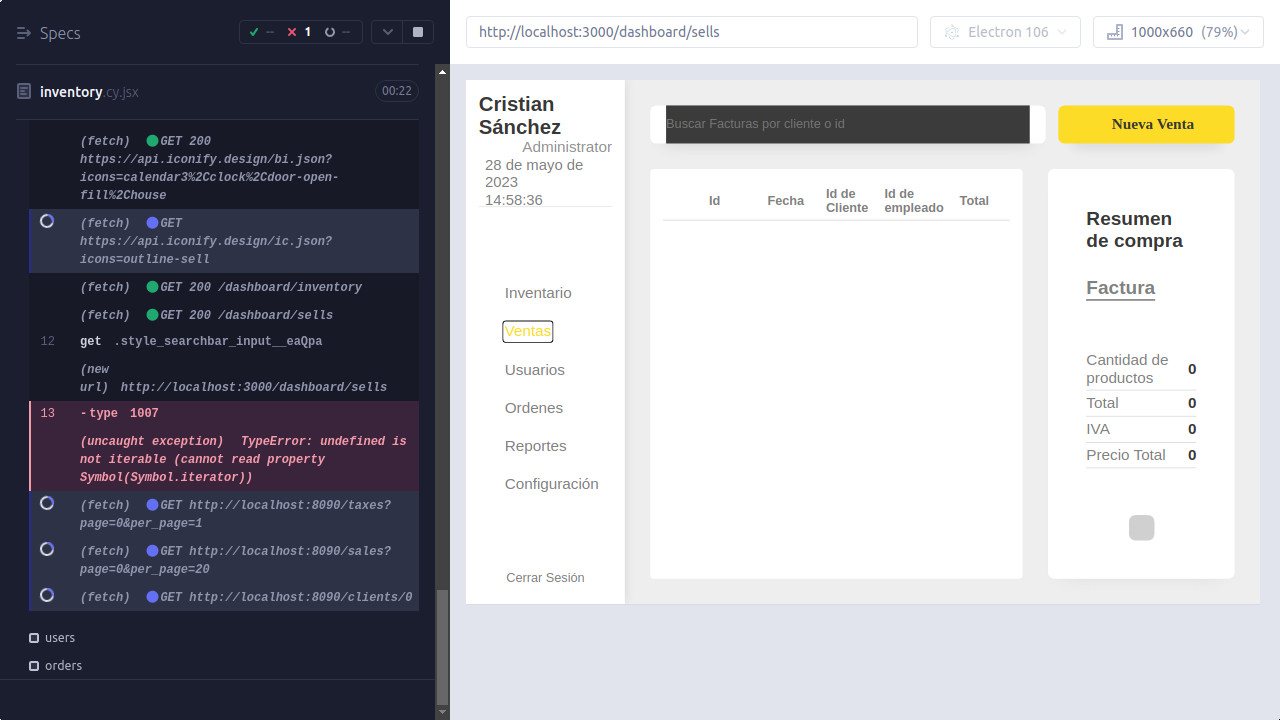 Specs
--
1
--
inventory.cy.jsx
00:22
(fetch) GET 200
https://api.iconify.design/bi.json?
icons=calendar3%2Cclock%2Cdoor-open-
fill%2Chouse
(fetch) GET
https://api.iconify.design/ic.json?
icons=outline-sell
(fetch) GET 200 /dashboard/inventory
(fetch) GET 200 /dashboard/sells
12 get .style_searchbar_input__eaQpa
(new
url) http://localhost:3000/dashboard/sells
13 -type 1007
(uncaught exception) TypeError: undefined is
not iterable (cannot read property
Symbol(Symbol.iterator))
(fetch) GET http://localhost:8090/taxes?
page=0&per_page=1
(fetch) GET http://localhost:8090/sales?
page=0&per_page=20
(fetch) GET http://localhost:8090/clients/0
users
orders
http://localhost:3000/dashboard/sells
Electron 106
1000x660 (79%)
Cristian
Sánchez
Administrator
28 de mayo de
2023
14:58:36
Inventario
Ventas
Usuarios
Ordenes
Reportes
Configuración
Cerrar Sesión
Buscar Facturas por cliente o id
Nueva Venta
Id
Fecha
Id de
Cliente
Id de
empleado
Total
Resumen
de compra
Factura
Cantidad de
productos 0
Total 0
IVA 0
Precio Total 0